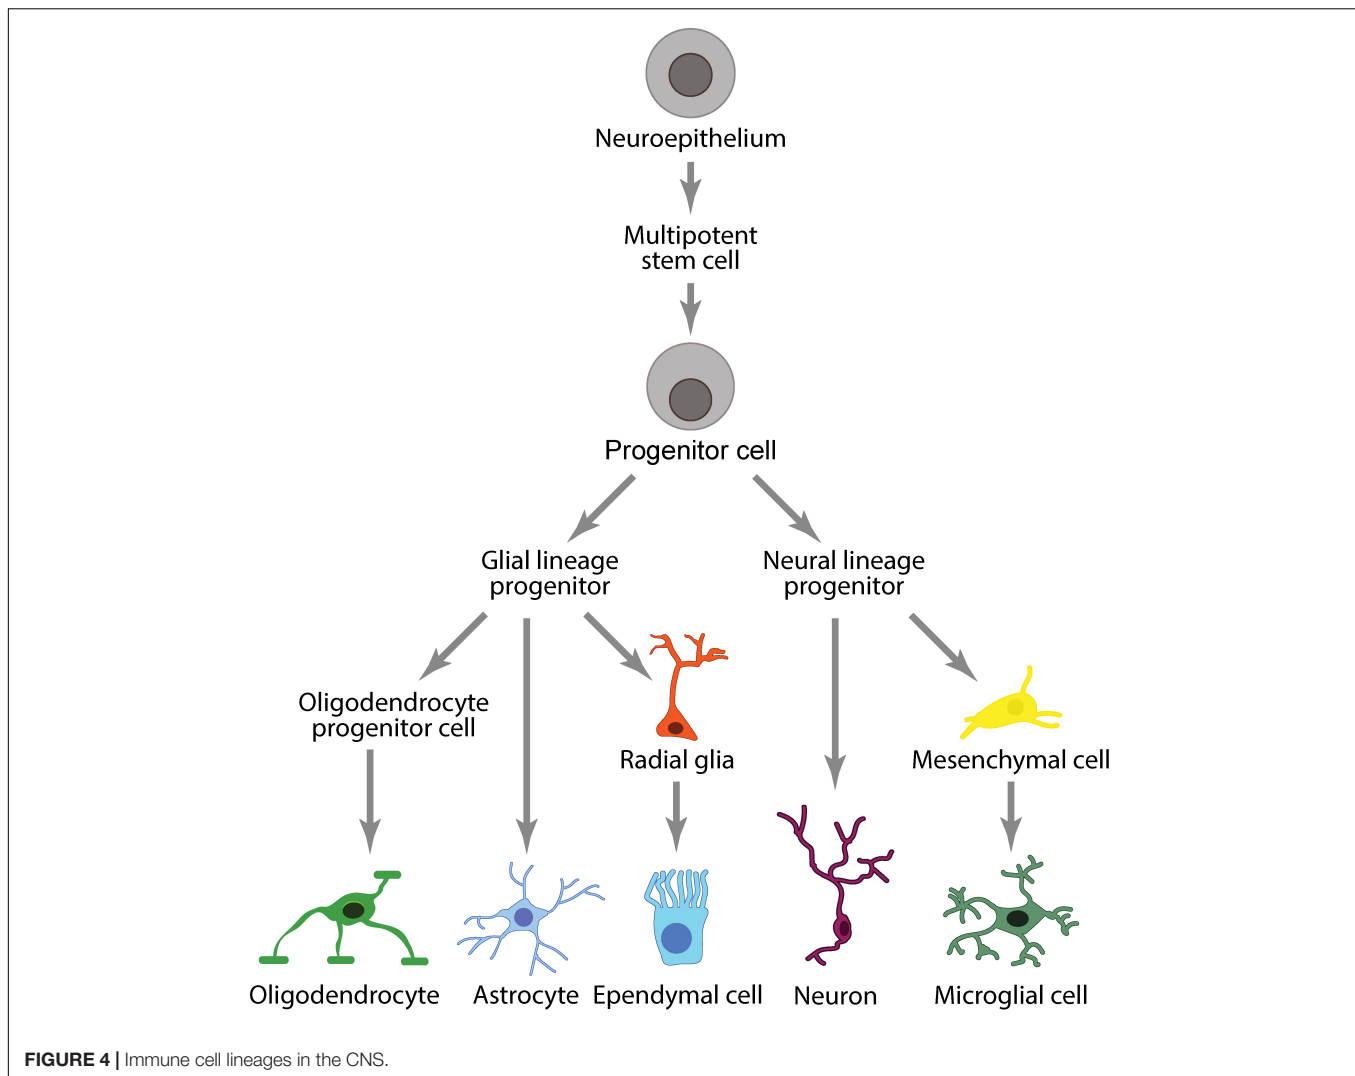 Neuroepithelium
Multipotent
stem cell
Progenitor cell
Glial lineage
progenitor
Neural lineage
progenitor
Oligodendrocyte
progenitor cell
Radial glia
Mesenchymal cell
Oligodendrocyte
Astrocyte
Ependymal cell
Neuron
Microglial cell
FIGURE 4 | Immune cell lineages in the CNS.